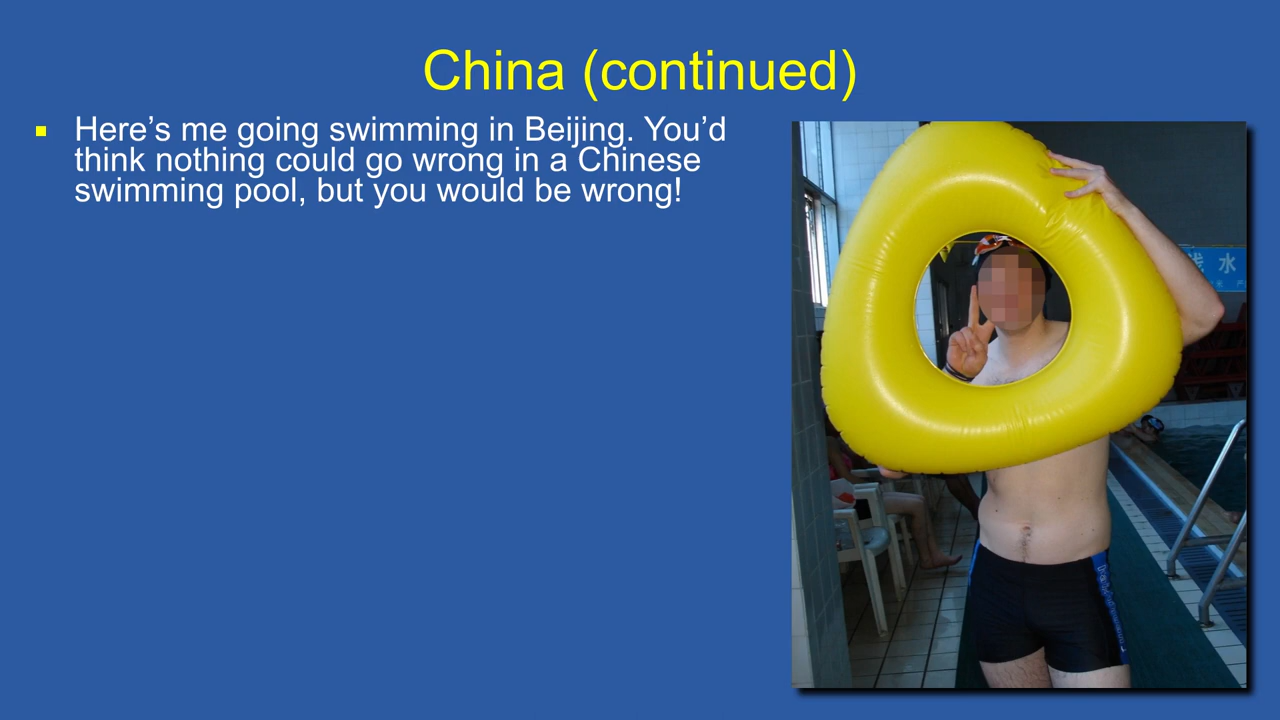 China (continued)
Here’s me going swimming in Beijing. You’d
think nothing could go wrong in a Chinese
swimming pool, but you would be wrong!
浅 水